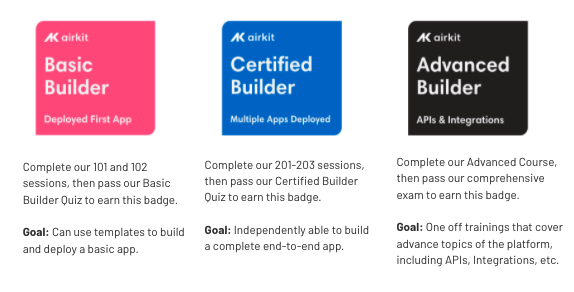 airkit
Basic
Builder
Deployed First App
Complete our 101 and 102
sessions, then pass our Basic
Builder Quiz to earn this badge.
Goal: Can use templates to build
and deploy a basic app.
airkit
Certified
Builder
Multiple Apps Deployed
Complete our 201-203 sessions,
then pass our Certified Builder
Quiz to earn this badge.
Goal: Independently able to build
a complete end-to-end app.
airkit
Advanced
Builder
APIs & Integrations
Complete our Advanced Course,
then pass our comprehensive
exam to earn this badge.
Goal: One off trainings that cover
advance topics of the platform,
including APIs, Integrations, etc.